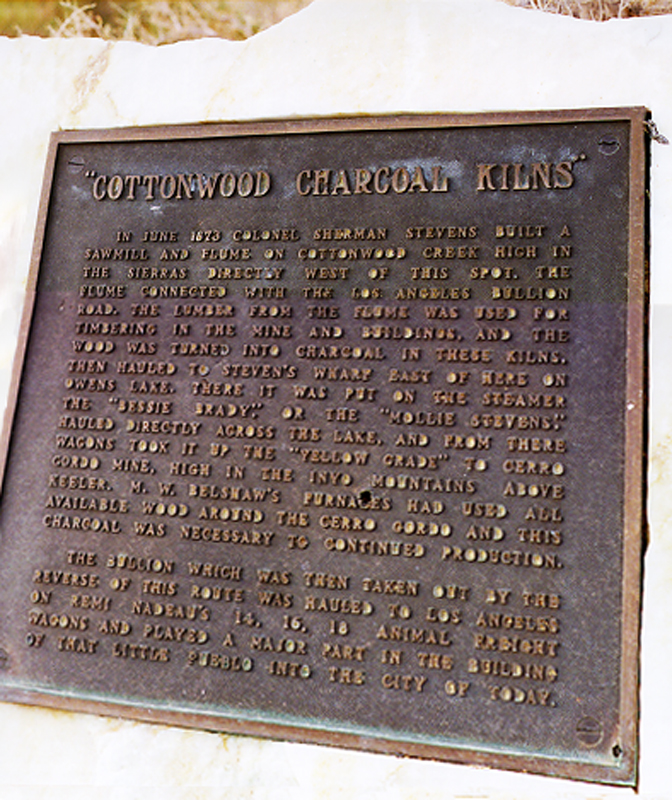 "COTTONWOOD CHARCOAL KILNS"
IN JUNE 1873 COLONEL SHERMAN STEVENS BUILT A
SAWMILL AND FLUME ON COTTONWOOD CREEK HIGH IN
THE SIERRAS DIRECTLY WEST OF THIS SPOT. THE
FLUME CONNECTED WITH THE LOS ANGELES BULLION
ROAD. THE LUMBER FROM THE FLUME WAS USED FOR
TIMBERING IN THE MINE AND BUILDINGS, AND THE
WOOD WAS TURNED INTO CHARCOAL IN THESE KILNS,
THEN HAULED TO STEVEN'S WHARF EAST OF HERE ON
OWENS LAKE. THERE IT WAS PUT ON THE STEAMER
THE "BESSIE BRADY," OR THE "MOLLIE STEVENS,"
HAULED DIRECTLY ACROSS THE LAKE, AND FROM THERE
WAGONS TOOK IT UP THE "YELLOW GRADE" TO CERRO
GORDO MINE, HIGH IN THE INYO MOUNTAINS ABOVE
KEELER. M. W. BELSHAW'S FURNACES HAD USED ALL
AVAILABLE WOOD AROUND THE CERRO GORDO AND THIS
CHARCOAL WAS NECESSARY TO CONTINUED PRODUCTION.
THE BULLION WHICH WAS THEN TAKEN OUT BY THE
REVERSE OF THIS ROUTE WAS HAULED TO LOS ANGELES
ON REMI NADEAU'S 14, 16, 18 ANIMAL FREIGHT
WAGONS AND PLAYED A MAJOR PART IN THE BUILDING
OF THAT LITTLE PUEBLO INTO THE CITY OF TODAY.